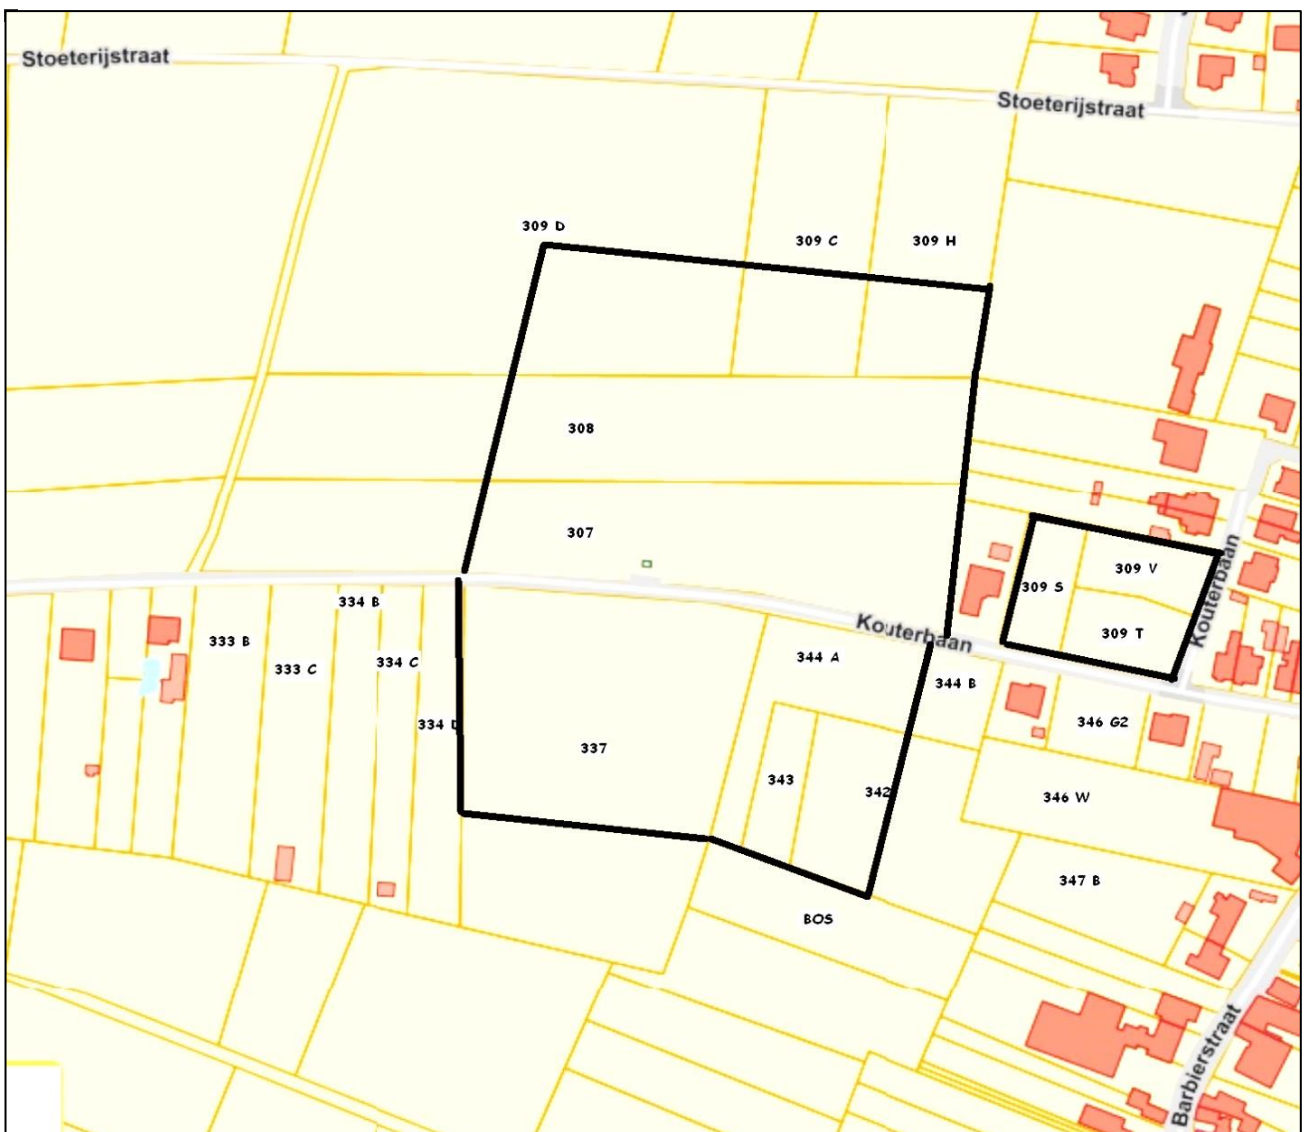 Stoeterijstraat
Stoeterijstraat
309 D
309 C
309 H
308
307
309 V
309 S
309 T
Kouterbaan
Kouterbaan
334 B
333 B
333 C
334 C
344 A
344 B
334 D
337
346 G2
343
342
346 W
347 B
BOS
Barbierstraat